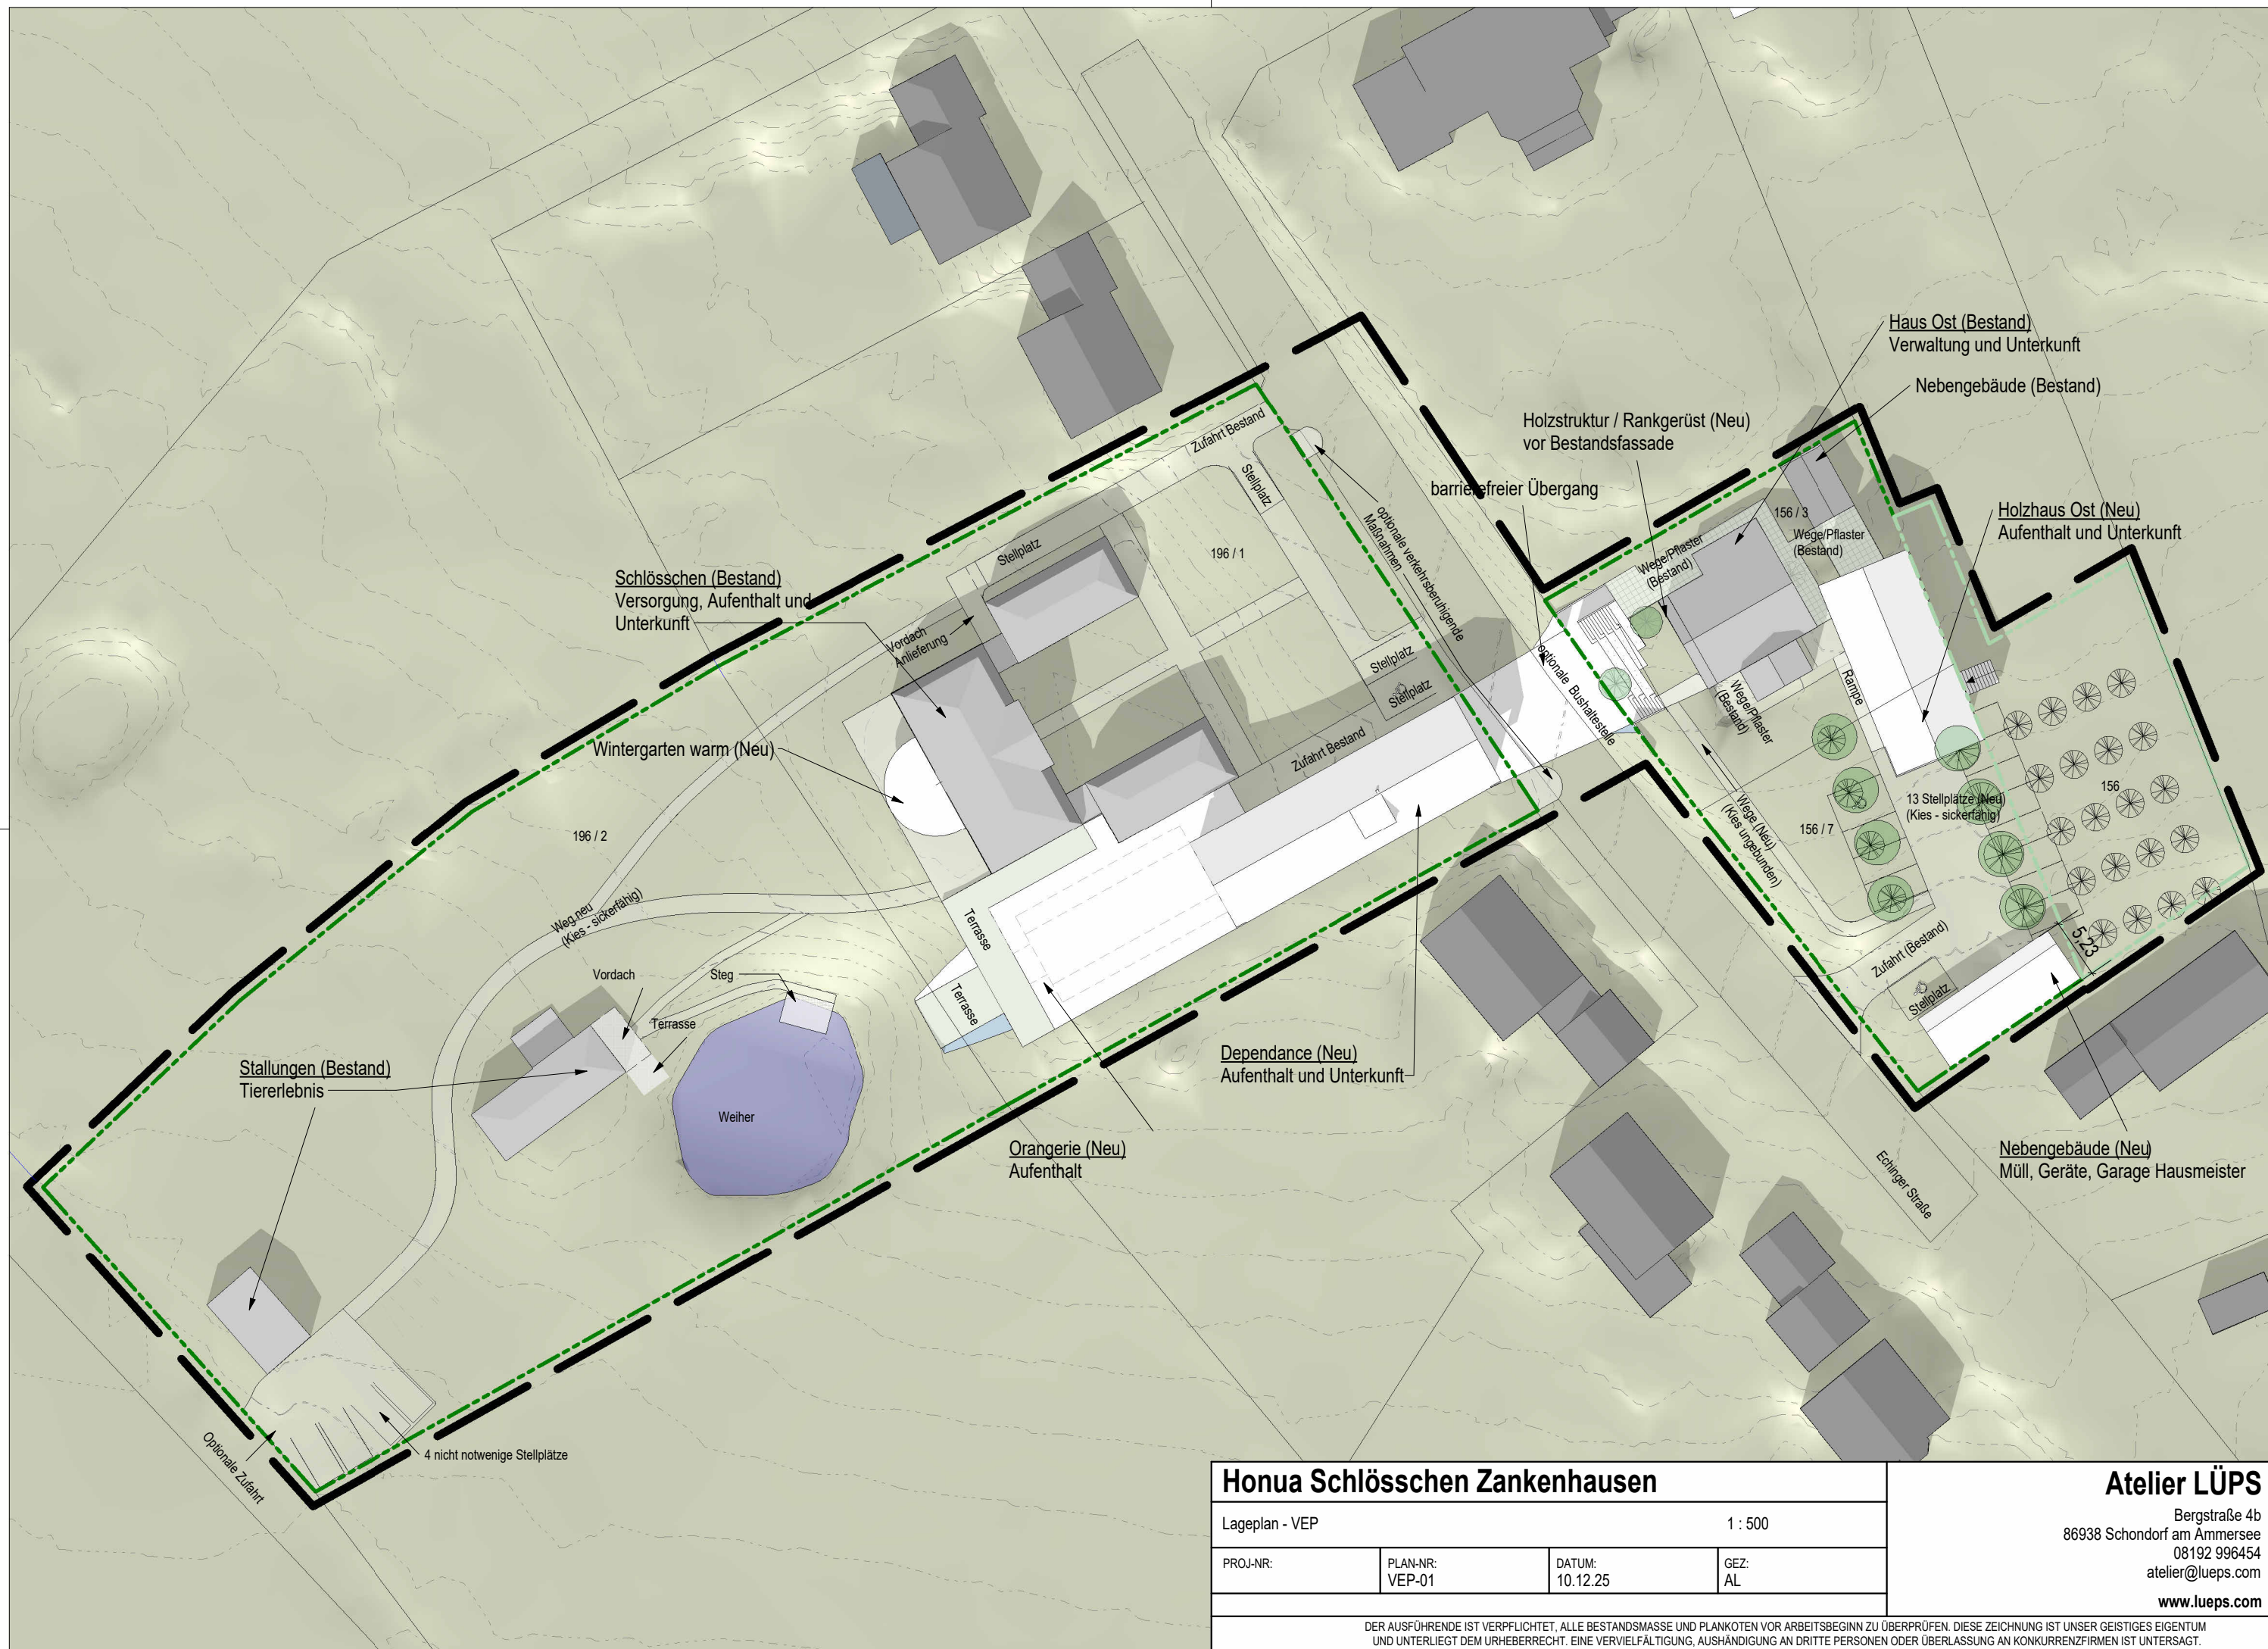 Haus Ost (Bestand)
Verwaltung und Unterkunft
Nebengebäude (Bestand)
Holzstruktur / Rankgerüst (Neu)
vor Bestandsfassade
barrierefreier Übergang
Holzhaus Ost (Neu)
Aufenthalt und Unterkunft
Zufahrt Bestand
Stellplatz
optionale verkehrsberuhigende
Maßnahmen
196 / 1
Stellplatz
156 / 3
Wege/Pflaster
(Bestand)
Wege/Pflaster
(Bestand)
Schlösschen (Bestand)
Versorgung, Aufenthalt und
Unterkunft
Vordach
Anlieferung
Stellplatz
Stellplatz
optionale Bushaltestelle
Wege/Pflaster
(Bestand)
Rampe
Wintergarten warm (Neu)
Zufahrt Bestand
196 / 2
156
13 Stellplätze (Neu)
(Kies - sickerfähig)
156 / 7
Wege (Neu)
(Kies ungebunden)
Weg neu
(Kies - sickerfähig)
Terrasse
Terrasse
Vordach
Steg
Terrasse
Zufahrt (Bestand)
Stellplatz
5,23
Stallungen (Bestand)
Tiererlebnis
Weiher
Dependance (Neu)
Aufenthalt und Unterkunft
Orangerie (Neu)
Aufenthalt
Echinger Straße
Nebengebäude (Neu)
Müll, Geräte, Garage Hausmeister
Optionale Zufahrt
4 nicht notwenige Stellplätze
Honua Schlösschen Zankenhausen
Lageplan - VEP
1 : 500
PROJ-NR:
PLAN-NR:
VEP-01
DATUM:
10.12.25
GEZ:
AL
Atelier LÜPS
Bergstraße 4b
86938 Schondorf am Ammersee
08192 996454
atelier@lueps.com
www.lueps.com
DER AUSFÜHRENDE IST VERPFLICHTET, ALLE BESTANDSMASSE UND PLANKOTEN VOR ARBEITSBEGINN ZU ÜBERPRÜFEN. DIESE ZEICHNUNG IST UNSER GEISTIGES EIGENTUM
UND UNTERLIEGT DEM URHEBERRECHT. EINE VERVIELFÄLTIGUNG, AUSHÄNDIGUNG AN DRITTE PERSONEN ODER ÜBERLASSUNG AN KONKURENZFIRMEN IST UNTERSAGT.